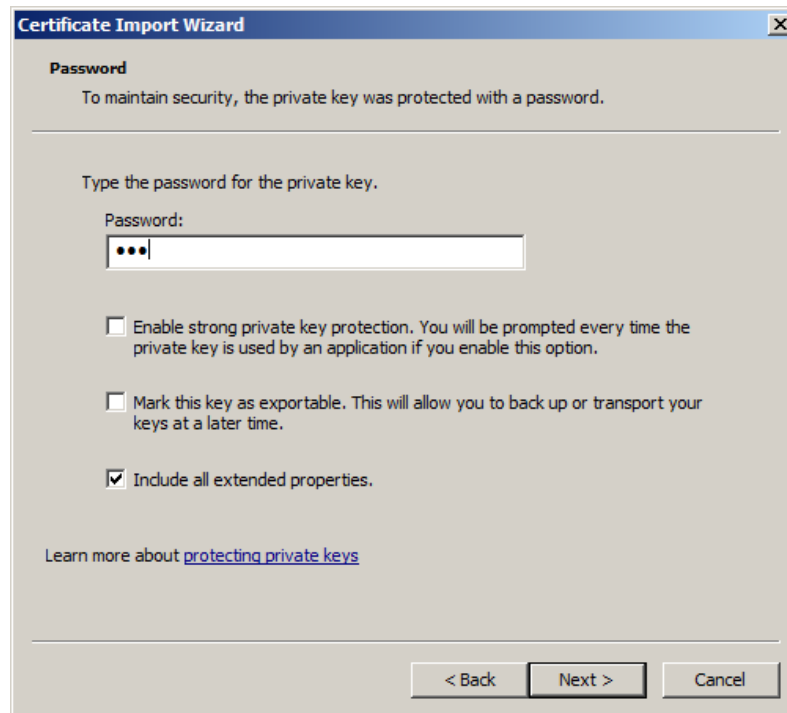 Certificate Import Wizard
Password
To maintain security, the private key was protected with a password.
Type the password for the private key.
Password:
•••
Enable strong private key protection. You will be prompted every time the
private key is used by an application if you enable this option.
Mark this key as exportable. This will allow you to back up or transport your
keys at a later time.
Include all extended properties.
Learn more about protecting private keys
< Back Next > Cancel